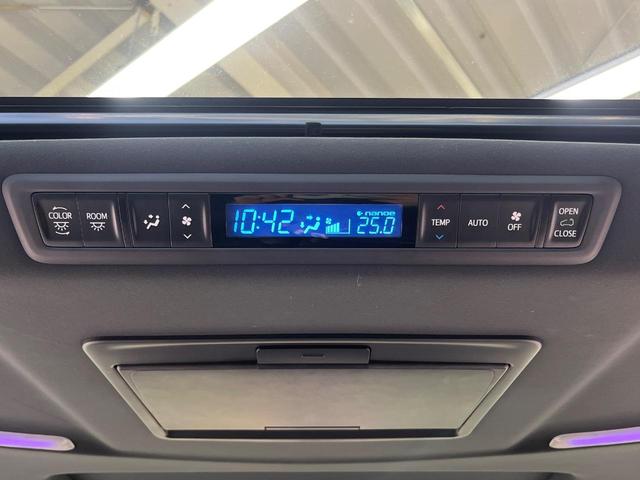 COLOR
ROOM
10:42
nanoe
25.0
TEMP
AUTO
OFF
OPEN
CLOSE